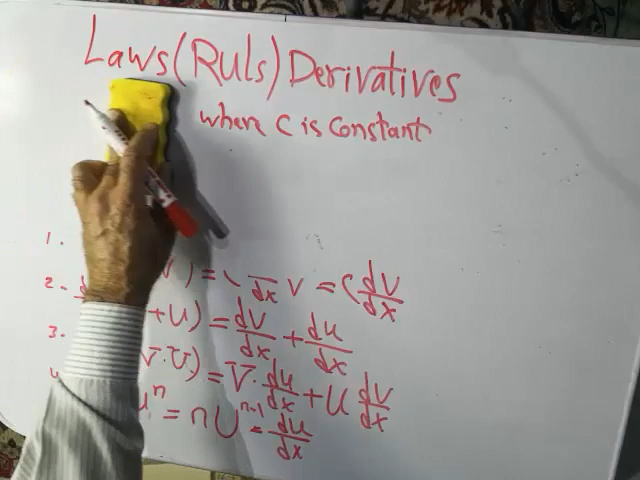 Laws (Ruls) Derivatives
where C is Constant
1.
2. V) = ( d/dx V = C dV/dx
3. + U) = dV/dx + du/dx
V·U) = V· du/dx + U dV/dx
U^n = n U^n-1 = du/dx